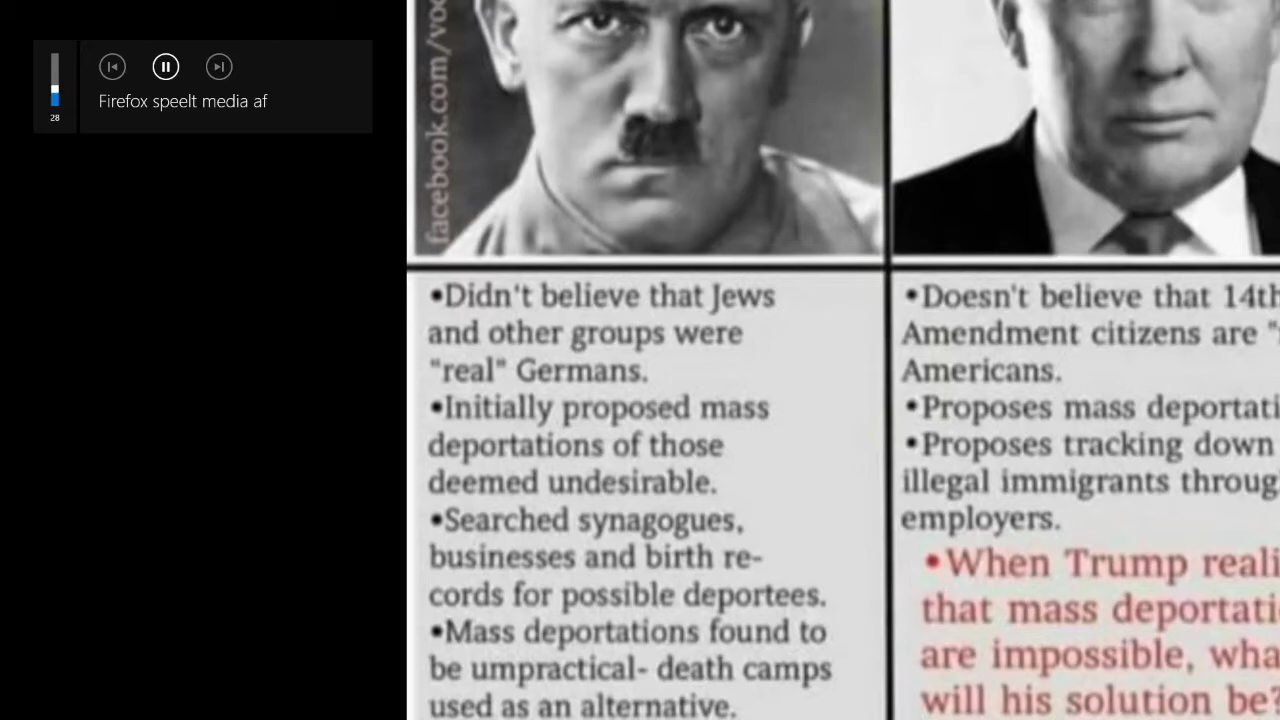 28
Firefox speelt media af
facebook.com/voc
•Didn't believe that Jews
and other groups were
"real" Germans.
•Initially proposed mass
deportations of those
deemed undesirable.
•Searched synagogues,
businesses and birth re-
cords for possible deportees.
•Mass deportations found to
be umpractical- death camps
used as an alternative.
•Doesn't believe that 14th
Amendment citizens are "
Americans.
•Proposes mass deportati
•Proposes tracking down
illegal immigrants throug
employers.
•When Trump reali
that mass deportati
are impossible, wha
will his solution be?